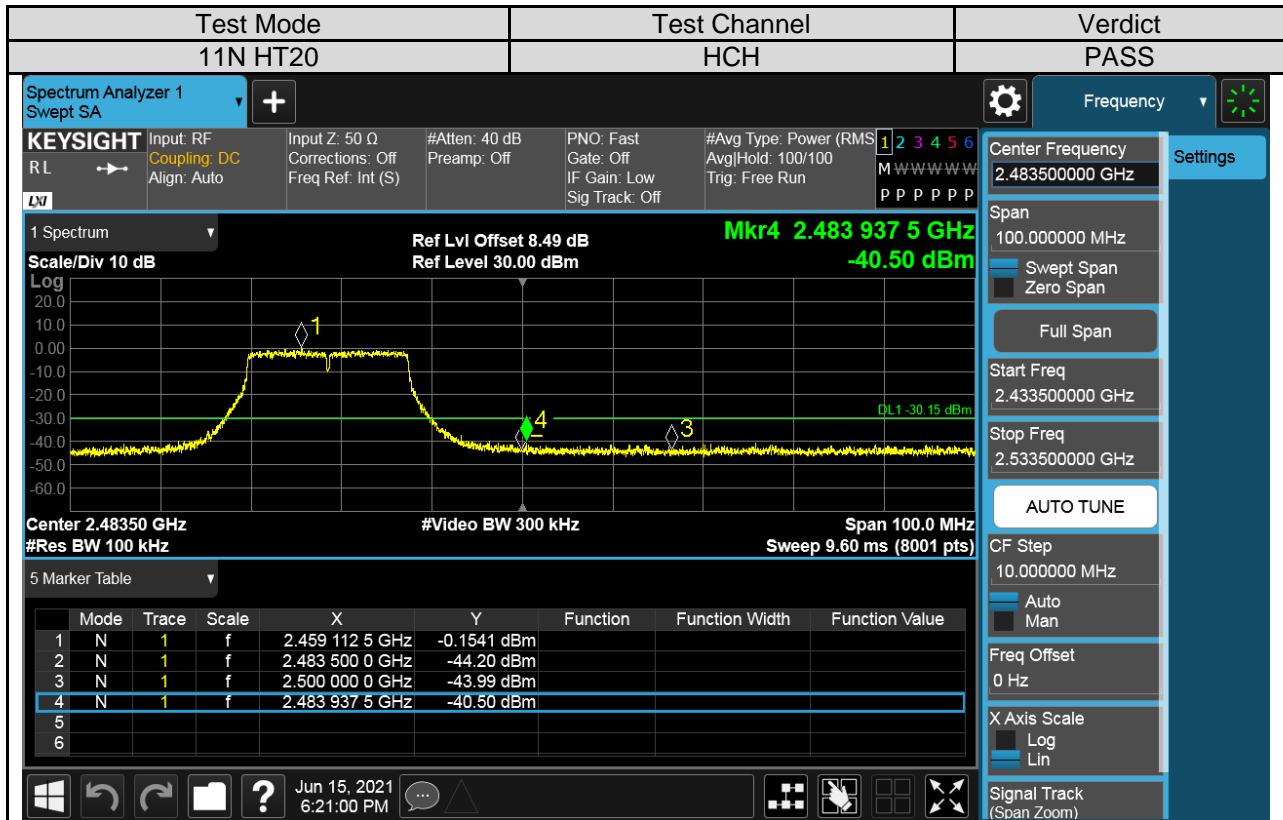 Test Mode Test Channel Verdict
11N HT20 HCH PASS
Spectrum Analyzer 1
Swept SA
+
Frequency
KEYSIGHT
RL
LXI
Input: RF
Coupling: DC
Align: Auto
Input Z: 50 Ω
Corrections: Off
Freq Ref: Int (S)
#Atten: 40 dB
Preamp: Off
PNO: Fast
Gate: Off
IF Gain: Low
Sig Track: Off
#Avg Type: Power (RMS
Avg|Hold: 100/100
Trig: Free Run
1 2 3 4 5 6
M W W W W W
P P P P P P
1 Spectrum
Scale/Div 10 dB
Ref Lvl Offset 8.49 dB
Ref Level 30.00 dBm
Mkr4 2.483 937 5 GHz
-40.50 dBm
Log
20.0
10.0
0.00
-10.0
-20.0
-30.0
-40.0
-50.0
-60.0
1
4
3
DL1 -30.15 dBm
Center 2.48350 GHz #Video BW 300 kHz Span 100.0 MHz
#Res BW 100 kHz Sweep 9.60 ms (8001 pts)
5 Marker Table
Mode Trace Scale X Y Function Function Width Function Value
1 N 1 f 2.459 112 5 GHz -0.1541 dBm
2 N 1 f 2.483 500 0 GHz -44.20 dBm
3 N 1 f 2.500 000 0 GHz -43.99 dBm
4 N 1 f 2.483 937 5 GHz -40.50 dBm
5
6
?
Jun 15, 2021
6:21:00 PM
Center Frequency
2.483500000 GHz
Settings
Span
100.000000 MHz
Swept Span
Zero Span
Full Span
Start Freq
2.433500000 GHz
Stop Freq
2.533500000 GHz
AUTO TUNE
CF Step
10.000000 MHz
Auto
Man
Freq Offset
0 Hz
X Axis Scale
Log
Lin
Signal Track
(Span Zoom)